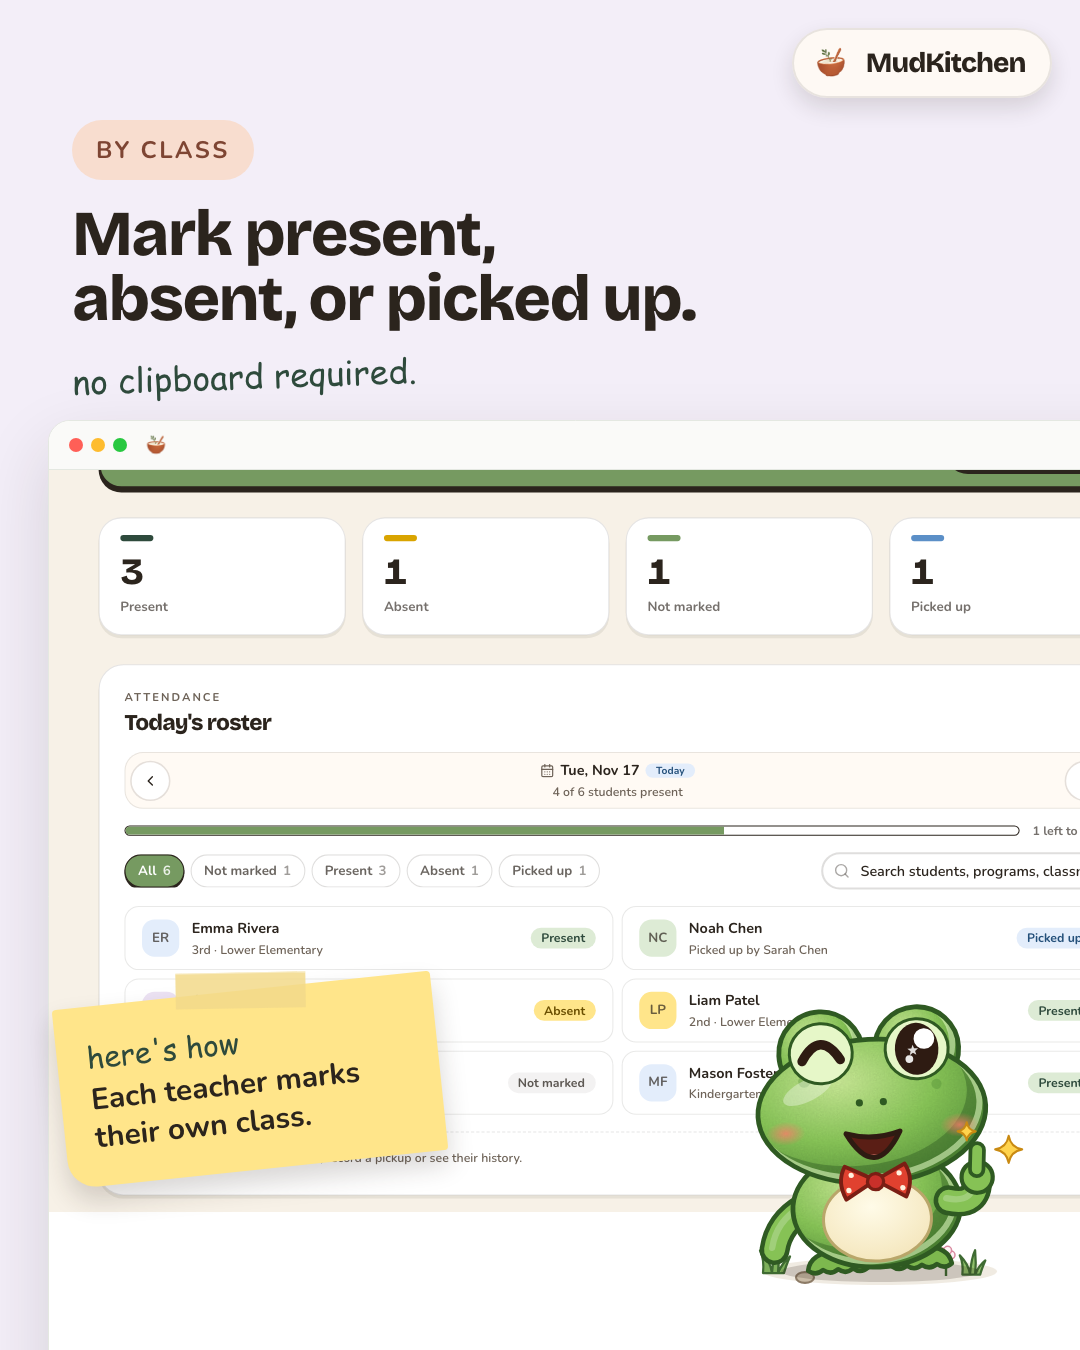 MudKitchen
BY CLASS
Mark present,
absent, or picked up.
no clipboard required.
3
Present
1
Absent
1
Not marked
1
Picked up
ATTENDANCE
Today's roster
Tue, Nov 17 Today
4 of 6 students present
1 left to
All 6 Not marked 1 Present 3 Absent 1 Picked up 1
Search students, programs,
ER Emma Rivera Present
3rd · Lower Elementary
NC Noah Chen Picked up
Picked up by Sarah Chen
Absent
LP Liam Patel Present
2nd · Lower
Not marked
MF Mason Foster Present
Kindergarten
a pickup or see their history.
here's how
Each teacher marks
their own class.